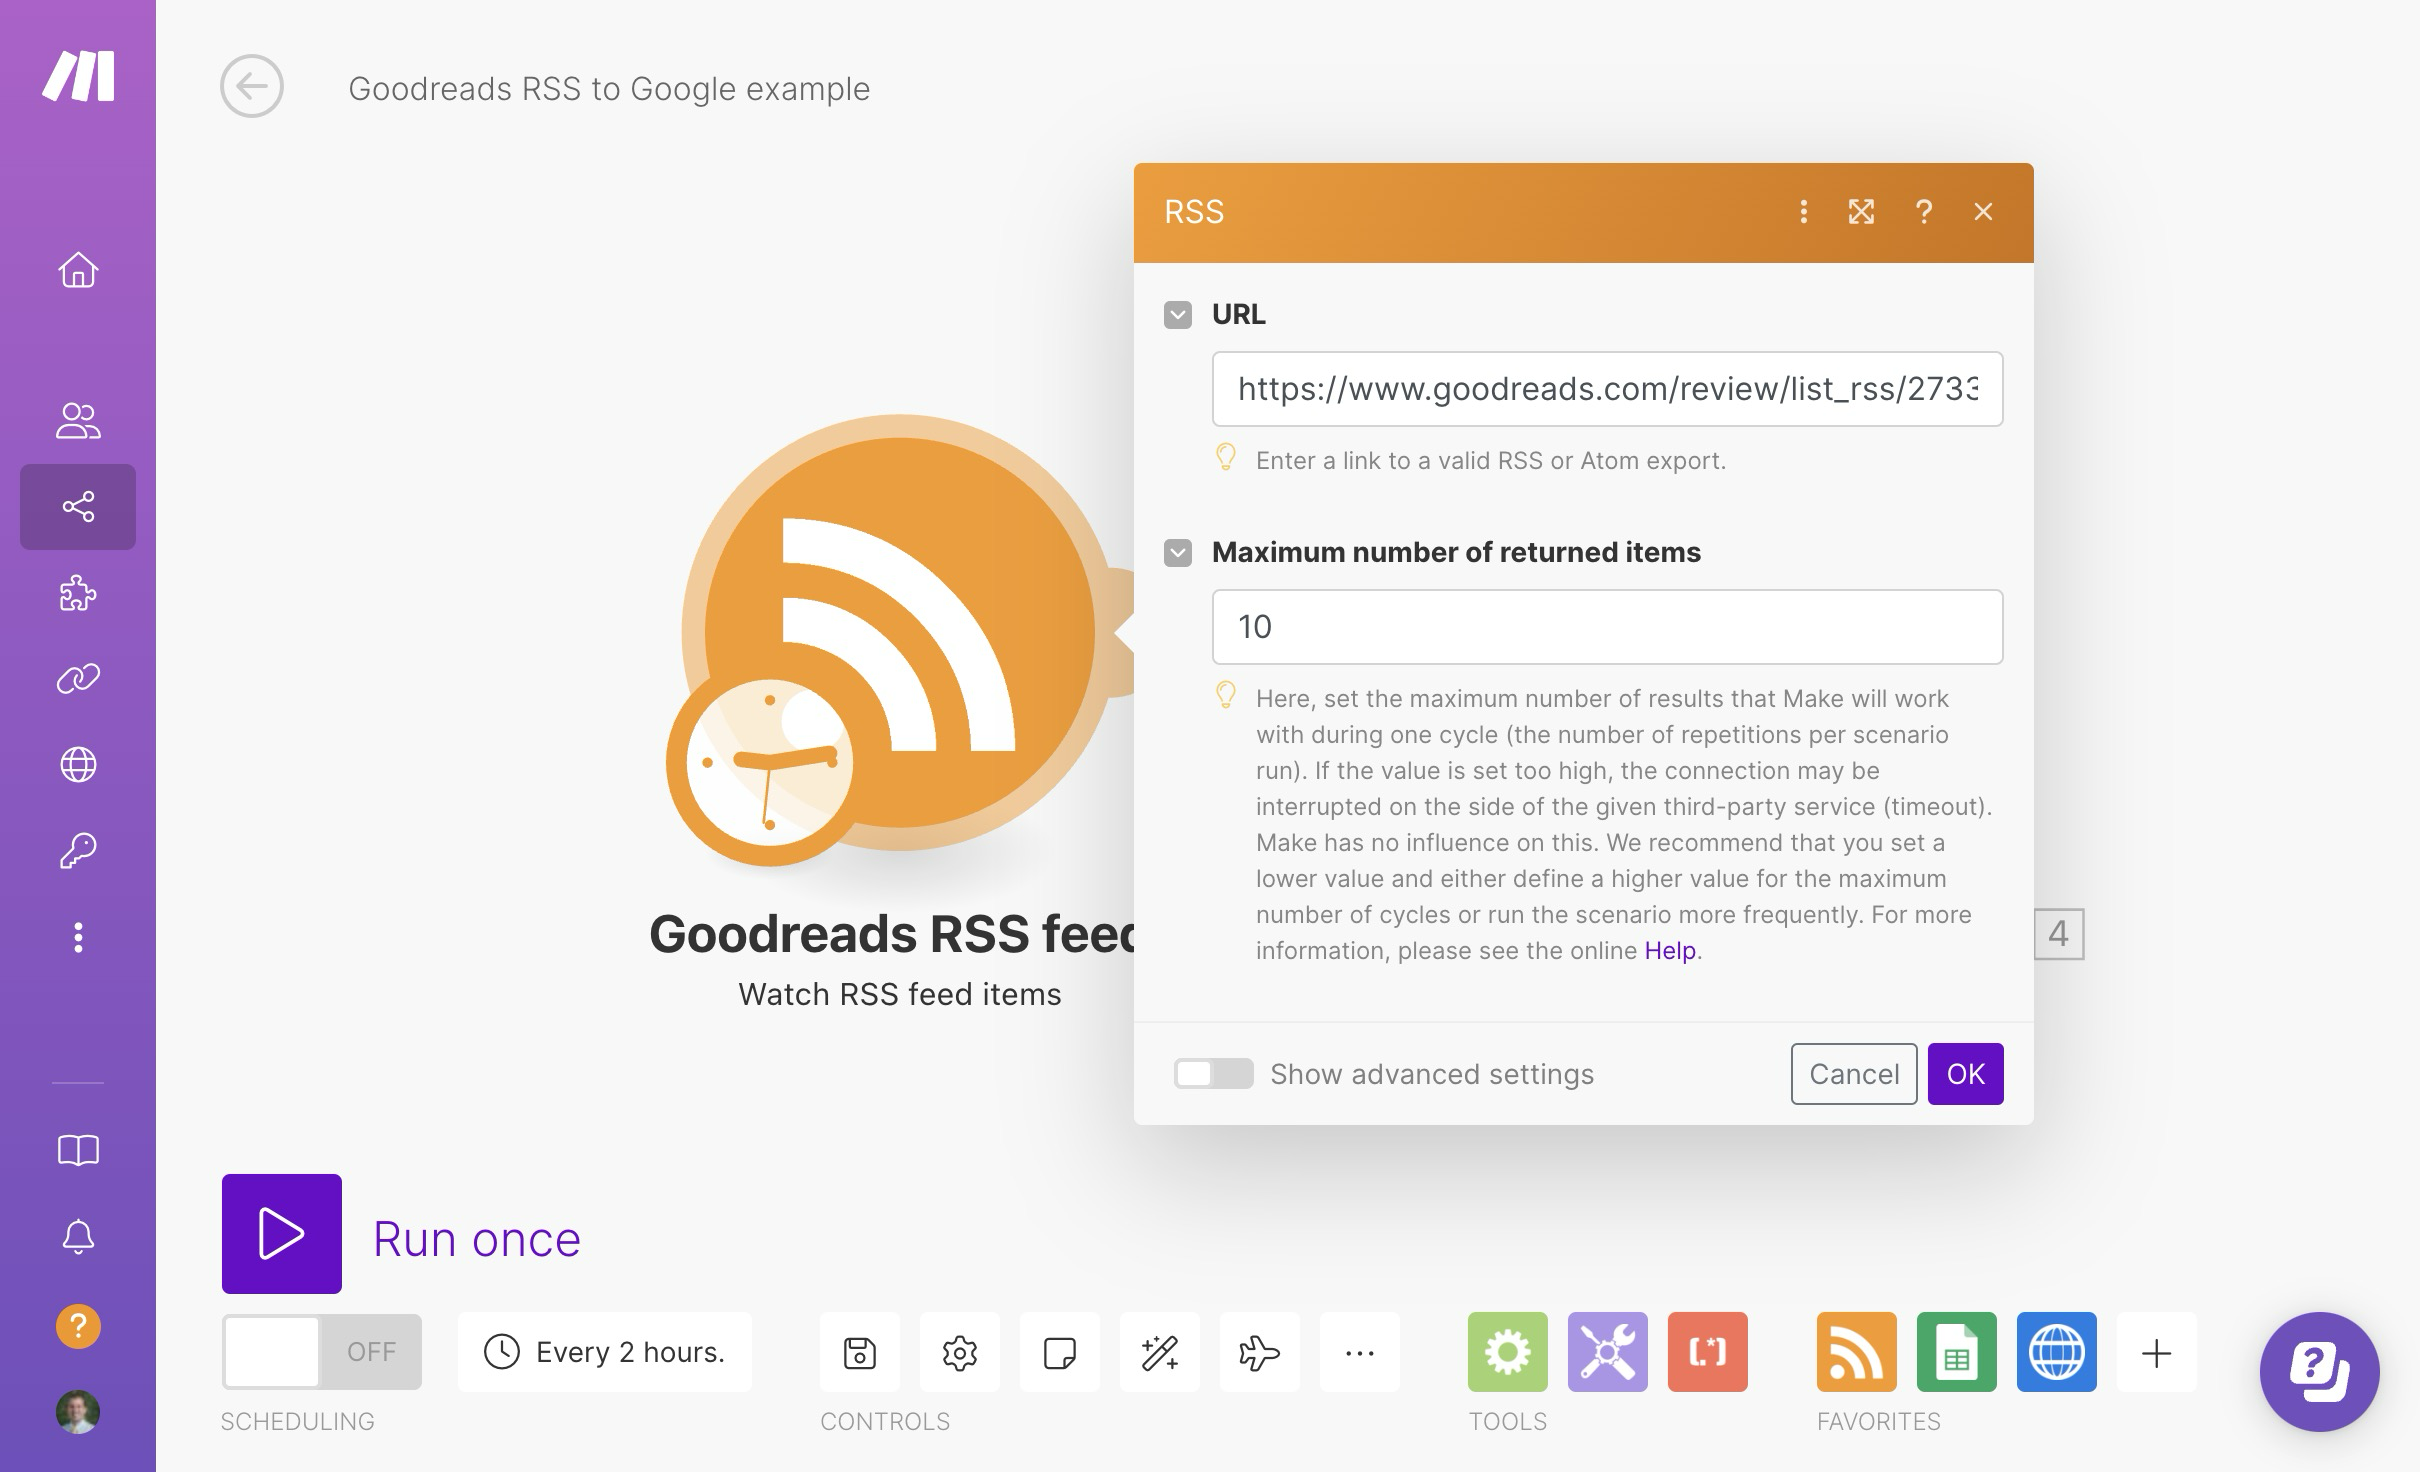 Goodreads RSS to Google example
RSS
URL
https://www.goodreads.com/review/list_rss/2733
Enter a link to a valid RSS or Atom export.
Maximum number of returned items
10
Here, set the maximum number of results that Make will work
with during one cycle (the number of repetitions per scenario
run). If the value is set too high, the connection may be
interrupted on the side of the given third-party service (timeout).
Make has no influence on this. We recommend that you set a
lower value and either define a higher value for the maximum
number of cycles or run the scenario more frequently. For more
information, please see the online Help.
Show advanced settings
Cancel
OK
Goodreads RSS feed
Watch RSS feed items
4
Run once
OFF
Every 2 hours.
SCHEDULING
CONTROLS
TOOLS
FAVORITES